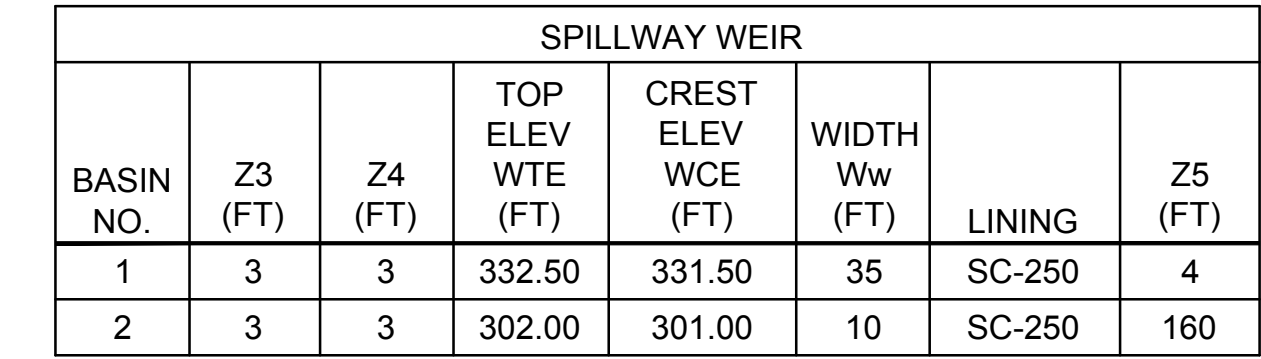 SPILLWAY WEIR
BASIN NO. Z3 (FT) Z4 (FT) TOP ELEV WTE (FT) CREST ELEV WCE (FT) WIDTH Ww (FT) LINING Z5 (FT)
1 3 3 332.50 331.50 35 SC-250 4
2 3 3 302.00 301.00 10 SC-250 160